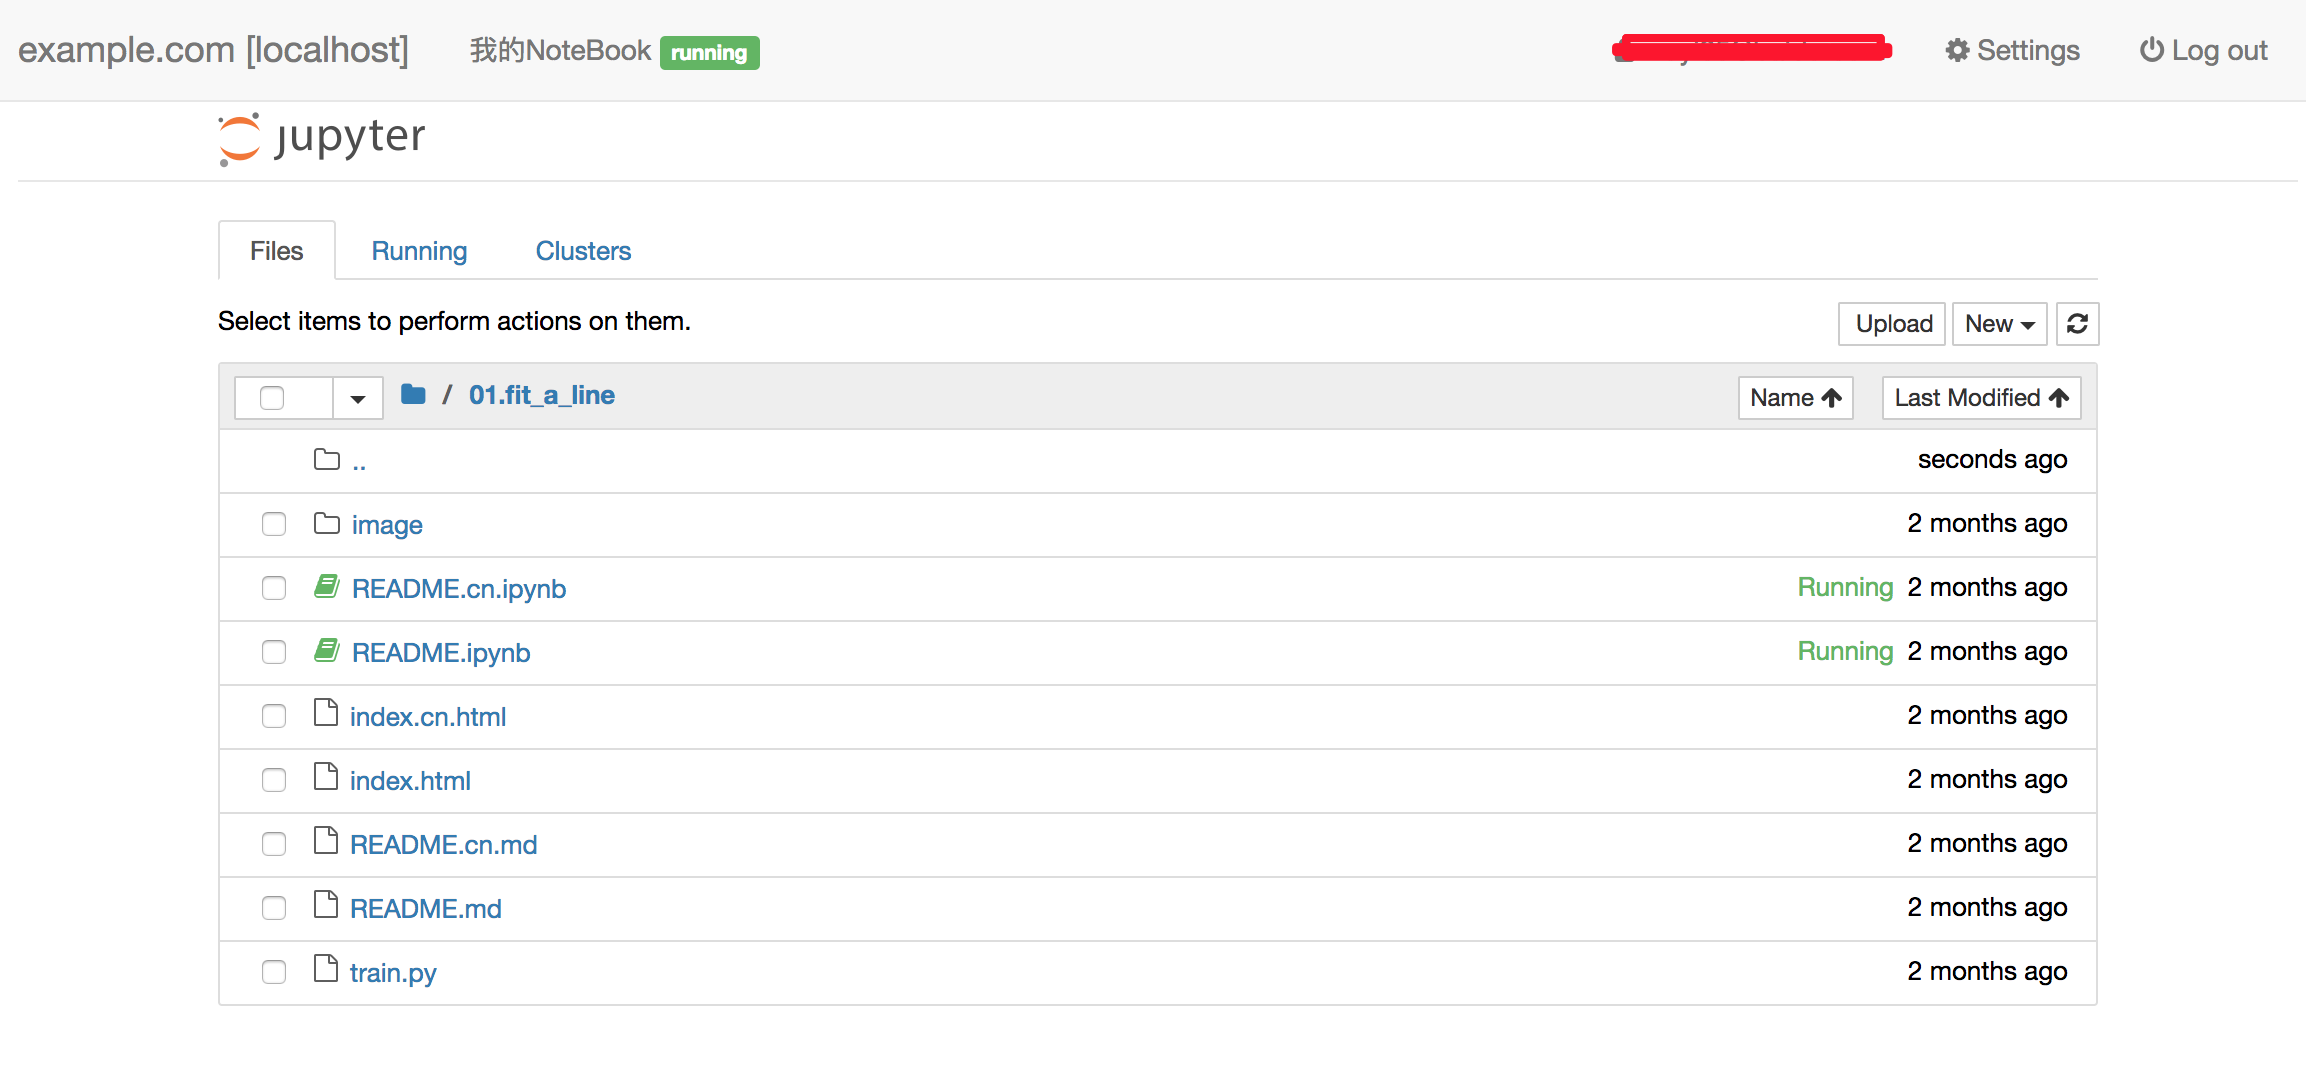 example.com [localhost] 我的NoteBook running Settings Log out
jupyter
Files Running Clusters
Select items to perform actions on them. Upload New
/ 01.fit_a_line Name Last Modified
.. seconds ago
image 2 months ago
README.cn.ipynb Running 2 months ago
README.ipynb Running 2 months ago
index.cn.html 2 months ago
index.html 2 months ago
README.cn.md 2 months ago
README.md 2 months ago
train.py 2 months ago